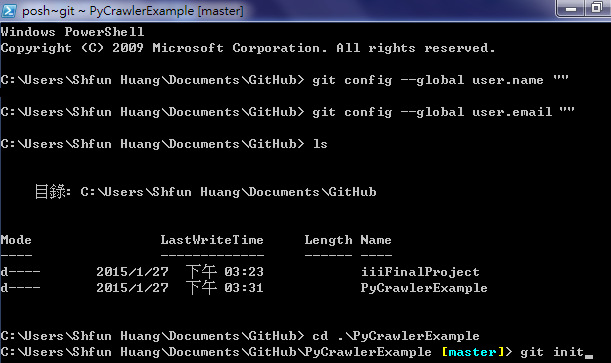 posh~git ~ PyCrawlerExample [master]
Windows PowerShell
Copyright (C) 2009 Microsoft Corporation. All rights reserved.
C:\Users\Shfun Huang\Documents\GitHub> git config --global user.name ""
C:\Users\Shfun Huang\Documents\GitHub> git config --global user.email ""
C:\Users\Shfun Huang\Documents\GitHub> ls
目錄: C:\Users\Shfun Huang\Documents\GitHub
Mode                LastWriteTime     Length Name
----                -------------     ------ ----
d----        2015/1/27  下午 03:23            iiiFinalProject
d----        2015/1/27  下午 03:31            PyCrawlerExample
C:\Users\Shfun Huang\Documents\GitHub> cd .\PyCrawlerExample
C:\Users\Shfun Huang\Documents\GitHub\PyCrawlerExample [master]> git init